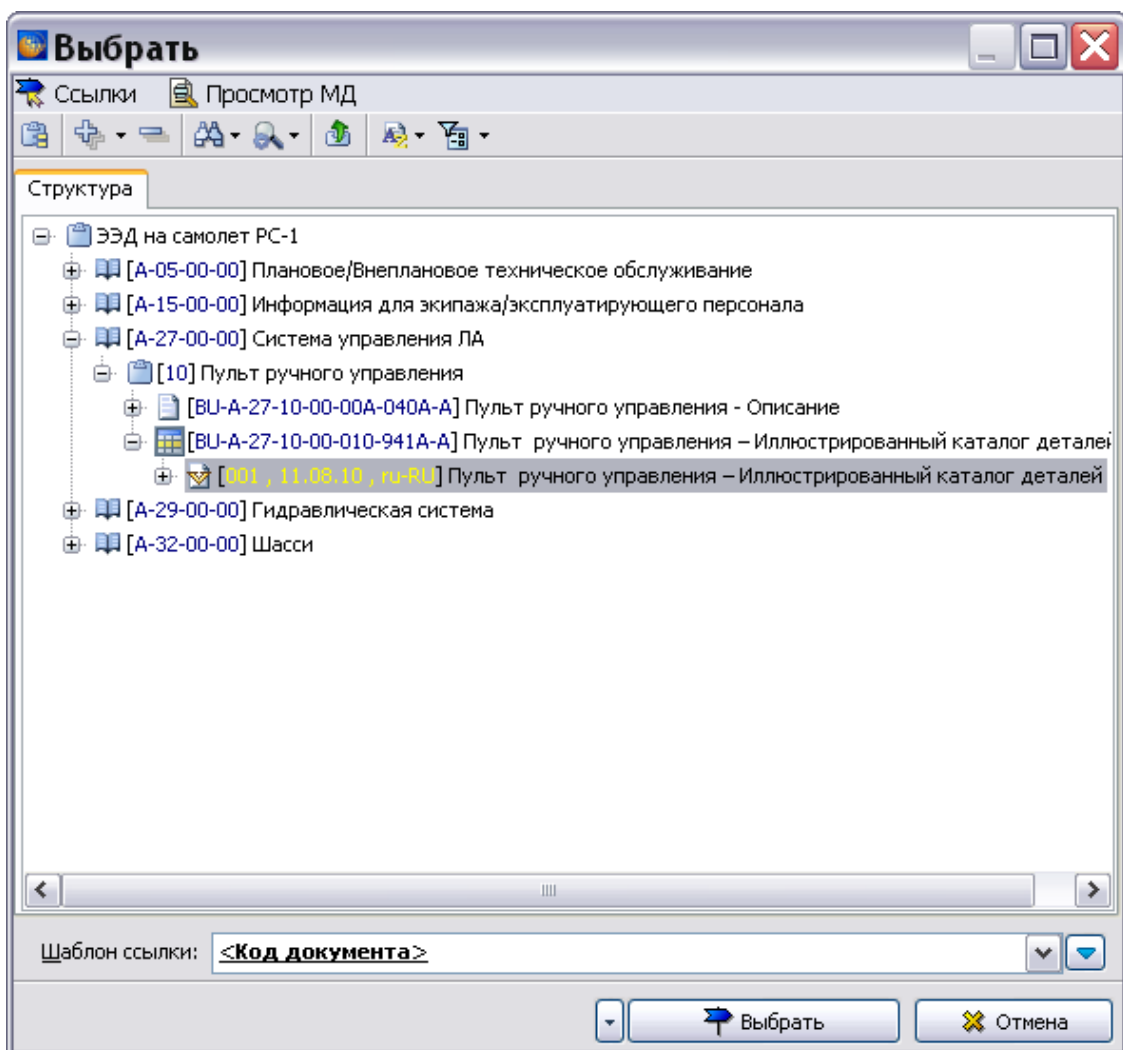 Выбрать
Ссылки Просмотр МД
Структура
ЭЭД на самолет РС-1
[A-05-00-00] Плановое/Внеплановое техническое обслуживание
[A-15-00-00] Информация для экипажа/эксплуатирующего персонала
[A-27-00-00] Система управления ЛА
[10] Пульт ручного управления
[BU-A-27-10-00-00A-040A-A] Пульт ручного управления - Описание
[BU-A-27-10-00-010-941A-A] Пульт ручного управления – Иллюстрированный каталог деталей
[001 , 11.08.10 , ru-RU] Пульт ручного управления – Иллюстрированный каталог деталей
[A-29-00-00] Гидравлическая система
[A-32-00-00] Шасси
Шаблон ссылки: <Код документа>
Выбрать Отмена